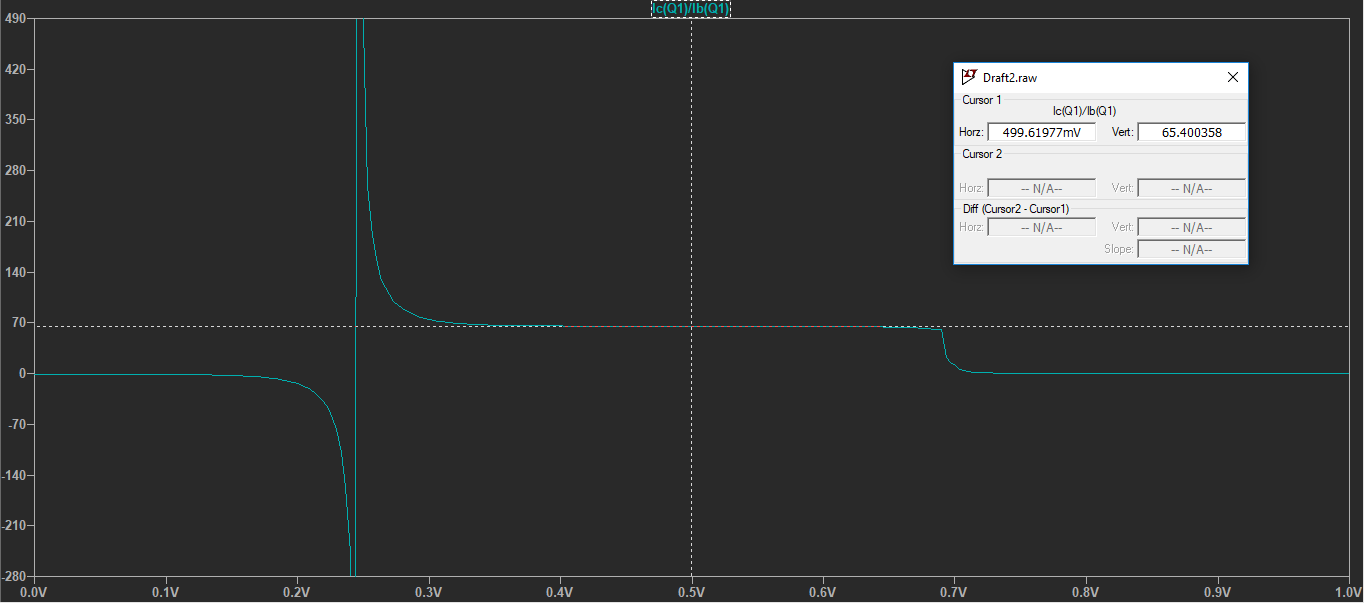 Ic(Q1)/Ib(Q1)
490
420
350
280
210
140
70
0
-70
-140
-210
-280
0.0V 0.1V 0.2V 0.3V 0.4V 0.5V 0.6V 0.7V 0.8V 0.9V 1.0V
Draft2.raw
Cursor 1
Ic(Q1)/Ib(Q1)
Horz: 499.61977mV Vert: 65.400358
Cursor 2
Horz: -- N/A-- Vert: -- N/A--
Diff (Cursor2 - Cursor1)
Horz: -- N/A-- Vert: -- N/A--
Slope: -- N/A--